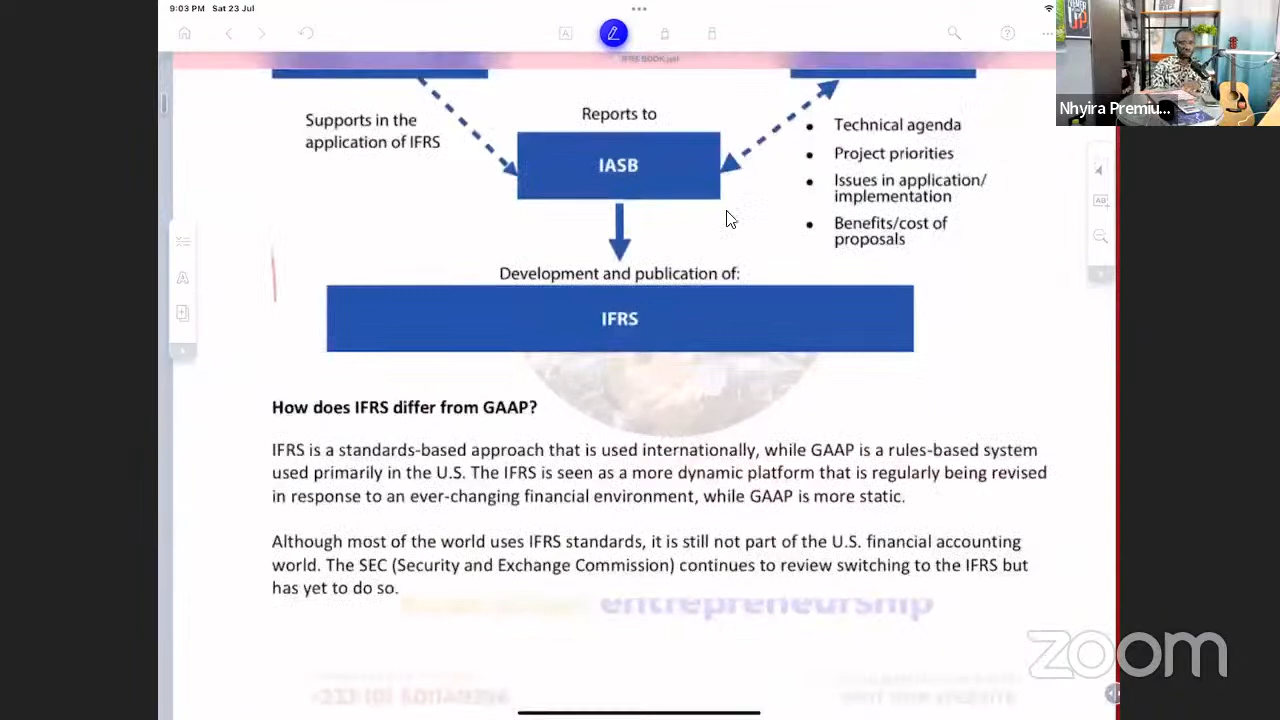 9:03 PM Sat 23 Jul
IFRS BOOK.pdf
Nhyira Premiu...
Supports in the
application of IFRS
Reports to
IASB
• Technical agenda
• Project priorities
• Issues in application/
implementation
• Benefits/cost of
proposals
Development and publication of:
IFRS
How does IFRS differ from GAAP?
IFRS is a standards-based approach that is used internationally, while GAAP is a rules-based system
used primarily in the U.S. The IFRS is seen as a more dynamic platform that is regularly being revised
in response to an ever-changing financial environment, while GAAP is more static.
Although most of the world uses IFRS standards, it is still not part of the U.S. financial accounting
world. The SEC (Security and Exchange Commission) continues to review switching to the IFRS but
has yet to do so.
entrepreneurship
zoom